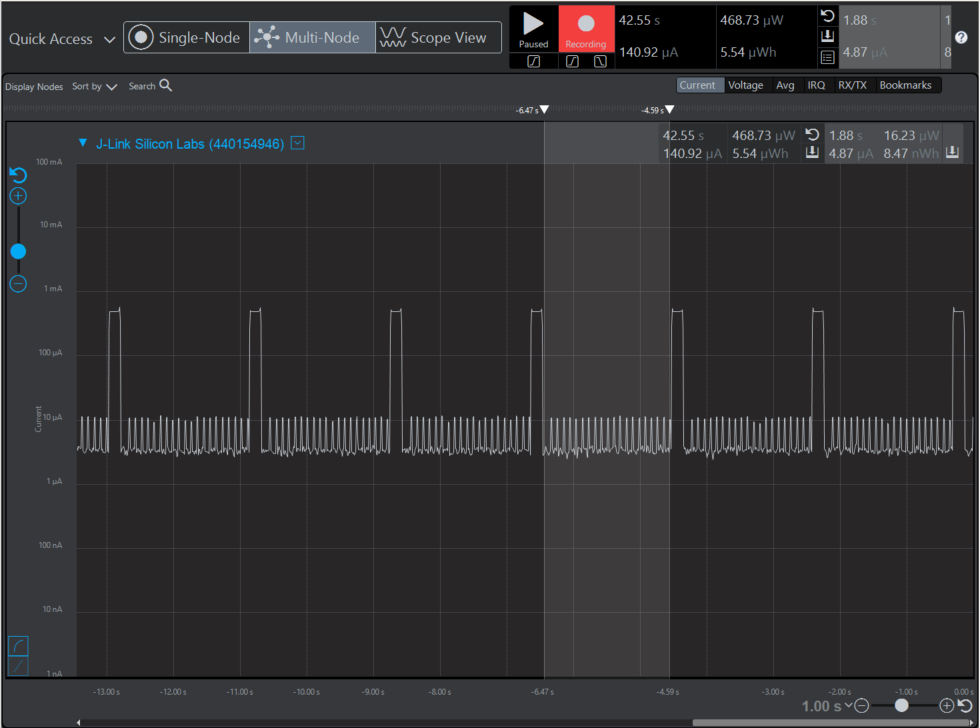 Quick Access Single-Node Multi-Node Scope View
Paused Recording
42.55 s 468.73 µW 1.88 s 1
140.92 µA 5.54 µWh 4.87 µA 8
?
Display Nodes Sort by Search Current Voltage Avg IRQ RX/TX Bookmarks
-6.47 s -4.59 s
J-Link Silicon Labs (440154946)
42.55 s 468.73 µW 1.88 s 16.23 µW
140.92 µA 5.54 µWh 4.87 µA 8.47 nWh
100 mA
10 mA
1 mA
100 µA
10 µA
Current
1 µA
100 nA
10 nA
1 nA
-13.00 s -12.00 s -11.00 s -10.00 s -9.00 s -8.00 s -6.47 s -4.59 s -3.00 s -2.00 s -1.00 s 0.00 s
1.00 s